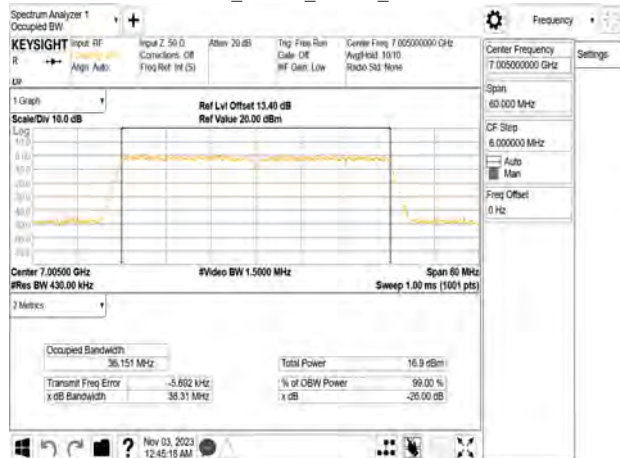 Spectrum Analyzer 1
Occupied BW
Frequency
KEYSIGHT
Input: RF
Input Z: 50 Ω
Atten: 20 dB
Trig: Free Run
Center Freq: 7.005000000 GHz
R
Corrections: Off
Gate: Off
Avg|Hold: 10/10
Align: Auto
Freq Ref: Int (S)
#IF Gain: Low
Radio Std: None
Center Frequency
7.005000000 GHz
Settings
Span
60.000 MHz
CF Step
6.000000 MHz
Auto
Man
Freq Offset
0 Hz
1 Graph
Ref Lvl Offset 13.40 dB
Scale/Div 10.0 dB
Ref Value 20.00 dBm
Log
10.0
0.00
Center 7.00500 GHz
#Video BW 1.5000 MHz
Span 60 MHz
#Res BW 430.00 kHz
Sweep 1.00 ms (1001 pts)
2 Metrics
Occupied Bandwidth
36.151 MHz
Total Power
16.9 dBm
Transmit Freq Error
-5.692 kHz
% of OBW Power
99.00 %
x dB Bandwidth
38.31 MHz
x dB
-26.00 dB
?
Nov 03, 2023
12:45:18 AM